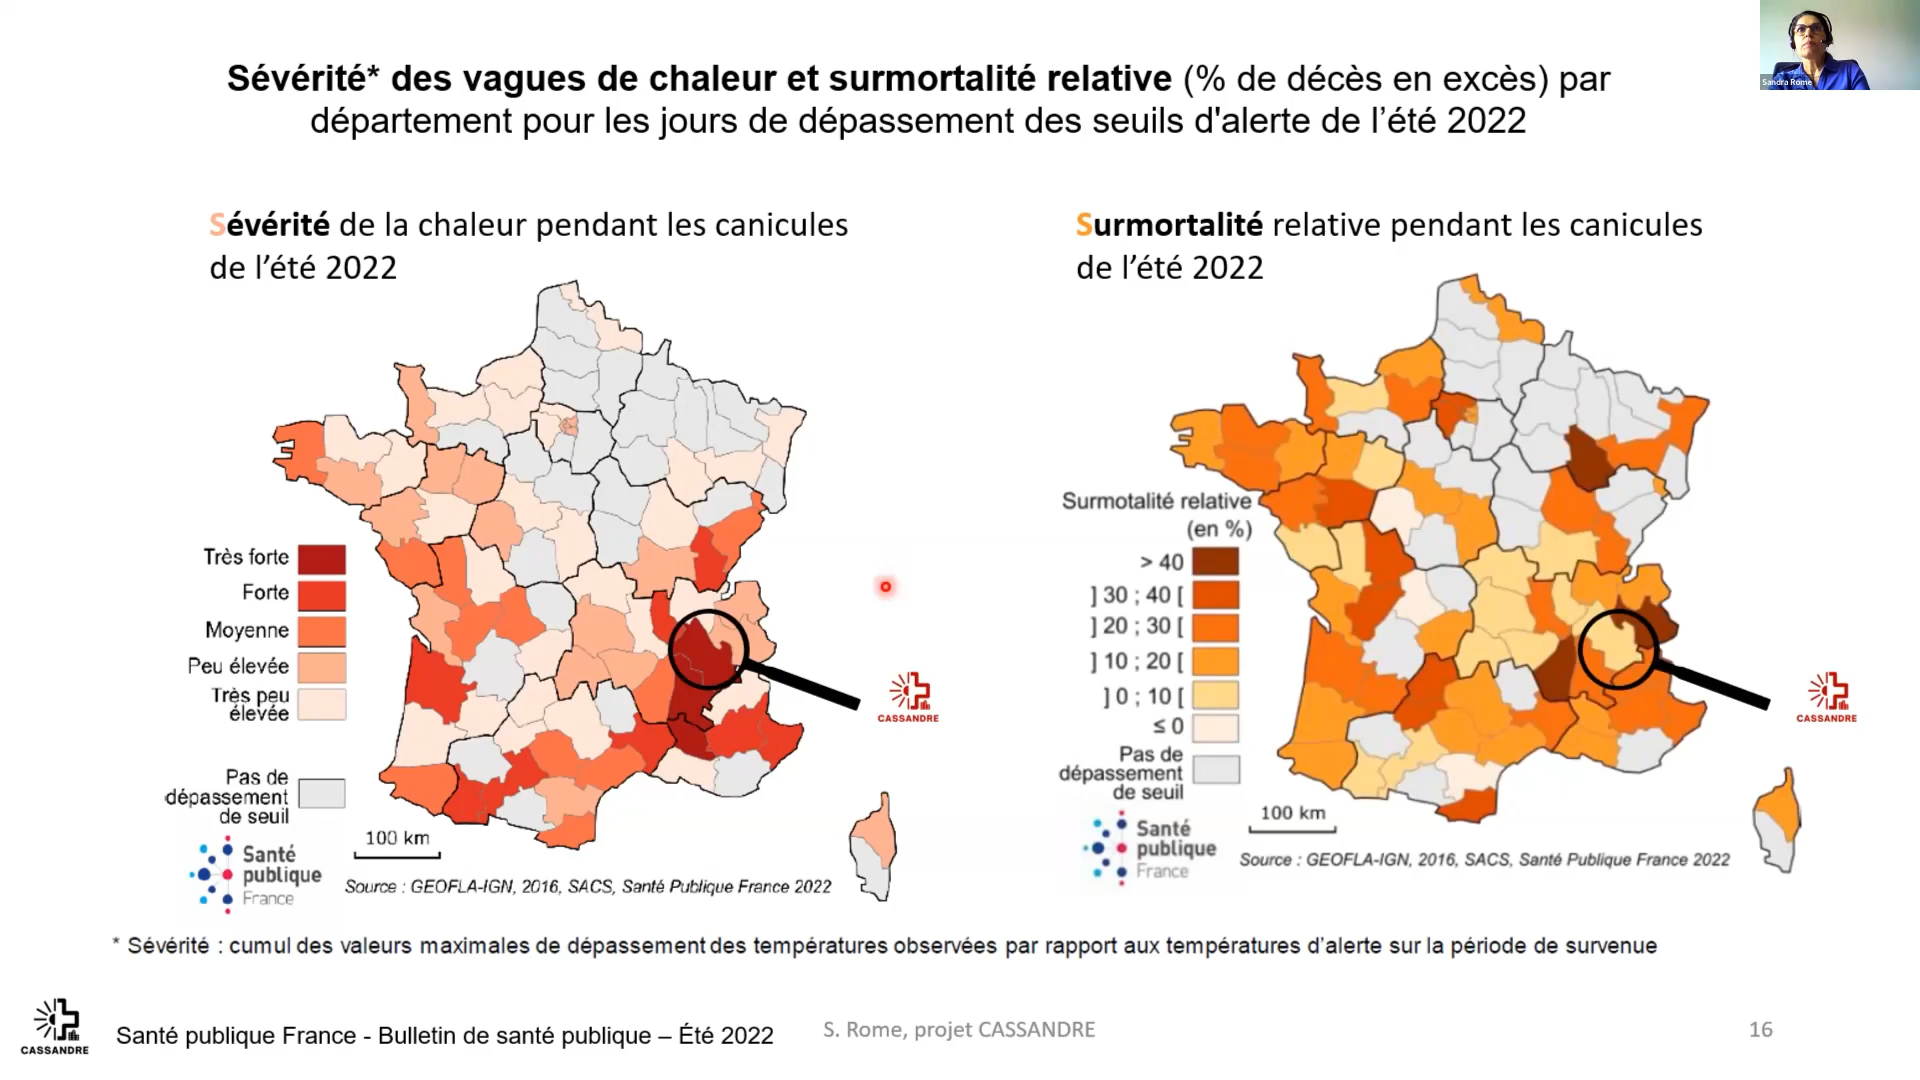 Sévérité* des vagues de chaleur et surmortalité relative (% de décès en excès) par
département pour les jours de dépassement des seuils d'alerte de l’été 2022
Sandra Rome
Sévérité de la chaleur pendant les canicules
de l’été 2022
Très forte
Forte
Moyenne
Peu élevée
Très peu
élevée
Pas de
dépassement
de seuil
100 km
Santé
publique
France
Source : GEOFLA-IGN, 2016, SACS, Santé Publique France 2022
CASSANDRE
Surmortalité relative pendant les canicules
de l’été 2022
Surmotalité relative
(en %)
> 40
] 30 ; 40 [
] 20 ; 30 [
] 10 ; 20 [
] 0 ; 10 [
≤ 0
Pas de
dépassement
de seuil
100 km
Santé
publique
France
Source : GEOFLA-IGN, 2016, SACS, Santé Publique France 2022
CASSANDRE
* Sévérité : cumul des valeurs maximales de dépassement des températures observées par rapport aux températures d’alerte sur la période de survenue
CASSANDRE
Santé publique France - Bulletin de santé publique – Été 2022
S. Rome, projet CASSANDRE
16